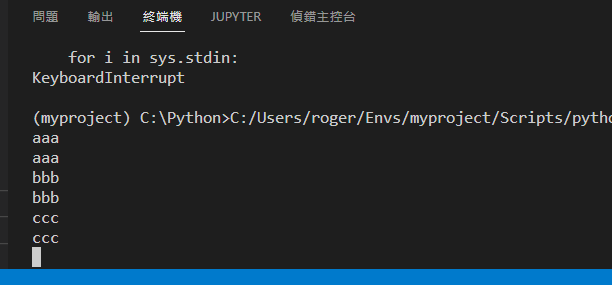 問題 輸出 終端機 JUPYTER 偵錯主控台
for i in sys.stdin:
KeyboardInterrupt
(myproject) C:\Python>C:/Users/roger/Envs/myproject/Scripts/pytho
aaa
aaa
bbb
bbb
ccc
ccc